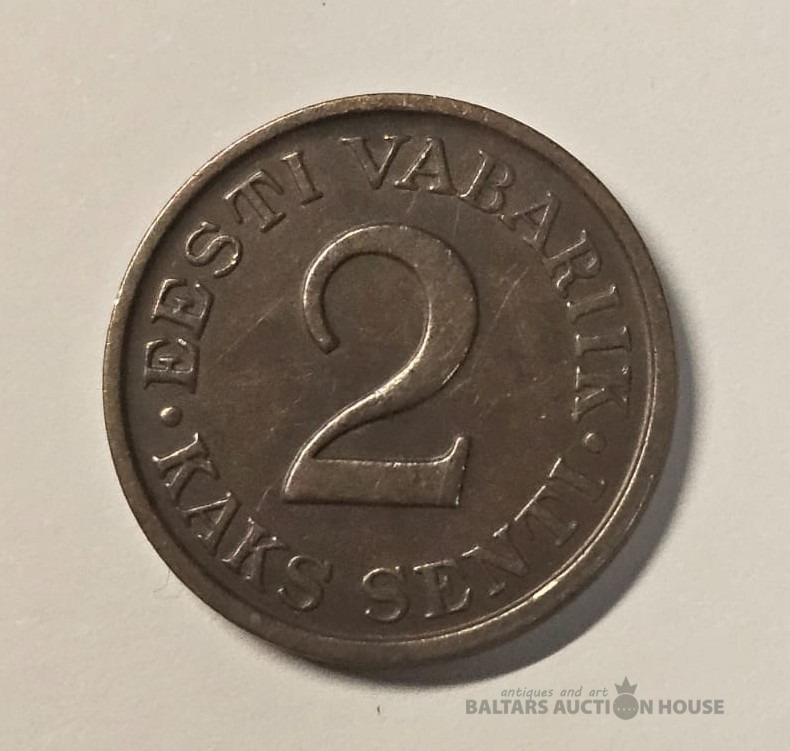 EESTI VABARIIK
2
KAKS SENTI
antiques and art
BALTARS AUCTION HOUSE